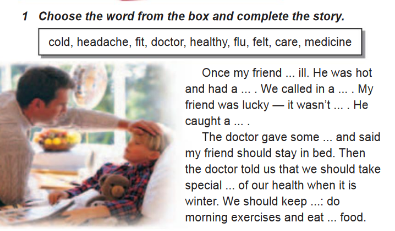 1 Choose the word from the box and complete the story.
cold, headache, fit, doctor, healthy, flu, felt, care, medicine
Once my friend ... ill. He was hot
and had a ... . We called in a ... . My
friend was lucky — it wasn't ... . He
caught a ... .
The doctor gave some ... and said
my friend should stay in bed. Then
the doctor told us that we should take
special ... of our health when it is
winter. We should keep ...: do
morning exercises and eat ... food.